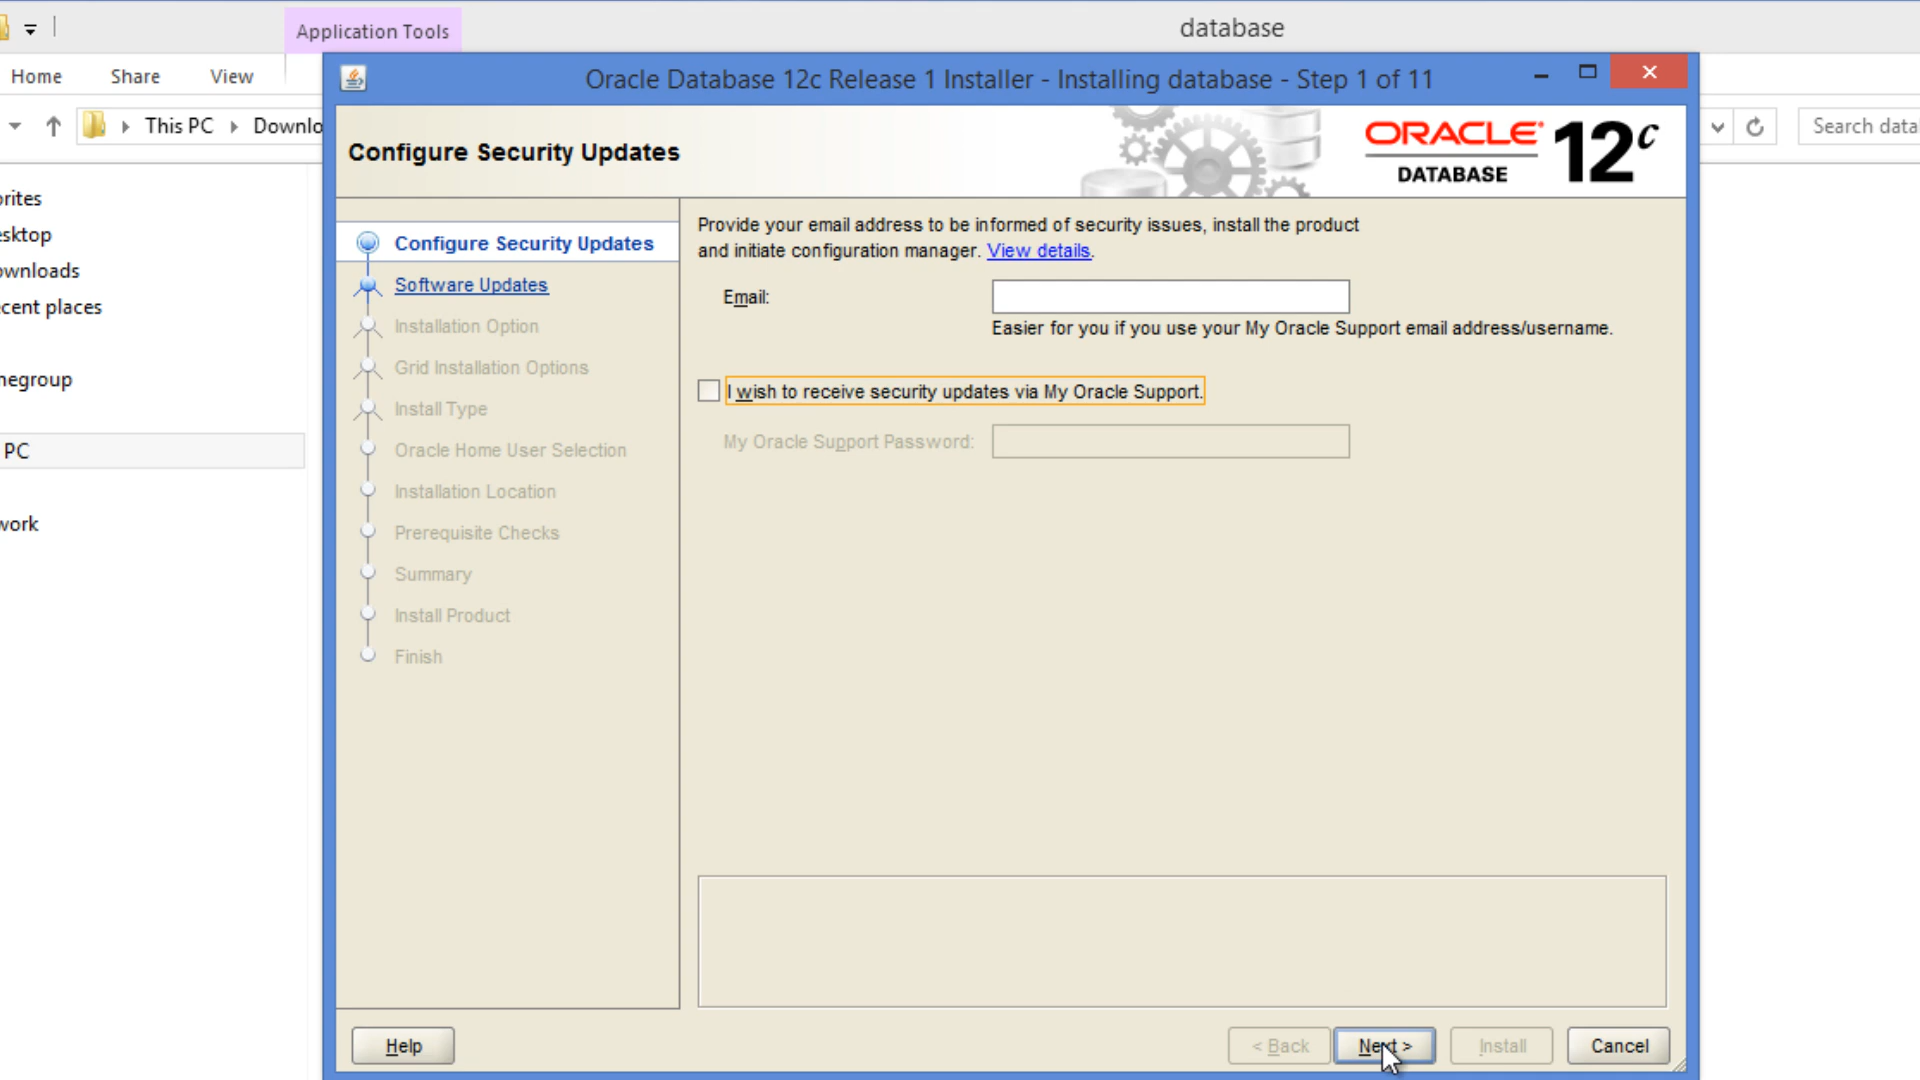 Application Tools
database
Home
Share
View
This PC
Downlo
Search data
orites
esktop
ownloads
ecent places
negroup
PC
work
Oracle Database 12c Release 1 Installer - Installing database - Step 1 of 11
Configure Security Updates
ORACLE
DATABASE
12c
Configure Security Updates
Software Updates
Installation Option
Grid Installation Options
Install Type
Oracle Home User Selection
Installation Location
Prerequisite Checks
Summary
Install Product
Finish
Provide your email address to be informed of security issues, install the product
and initiate configuration manager. View details.
Email:
Easier for you if you use your My Oracle Support email address/username.
I wish to receive security updates via My Oracle Support.
My Oracle Support Password:
Help
< Back
Next >
Install
Cancel